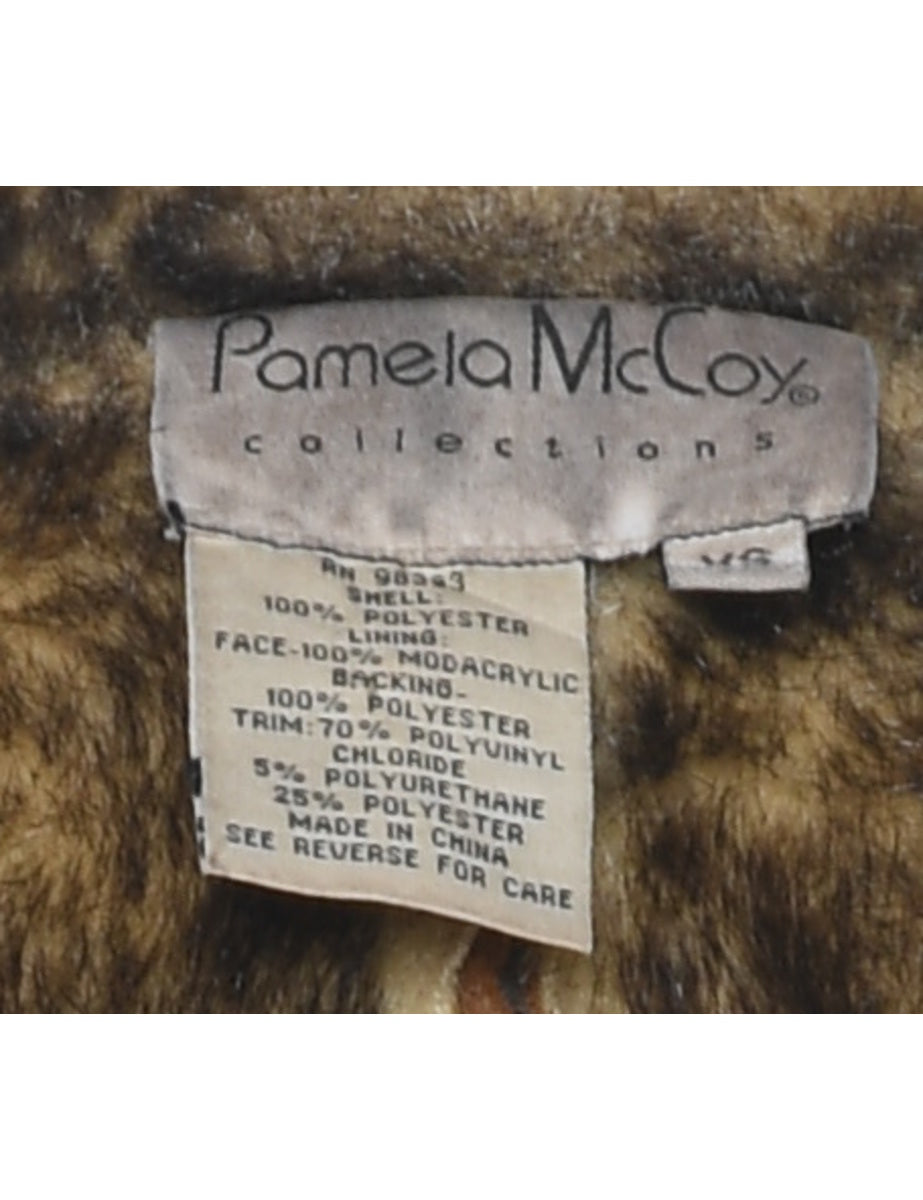 Pamela McCoy®
collections
RN
SHELL:
100% POLYESTER
LINING:
FACE-100% MODACRYLIC
BACKING-
100% POLYESTER
TRIM:70% POLYVINYL
CHLORIDE
5% POLYURETHANE
25% POLYESTER
MADE IN CHINA
SEE REVERSE FOR CARE